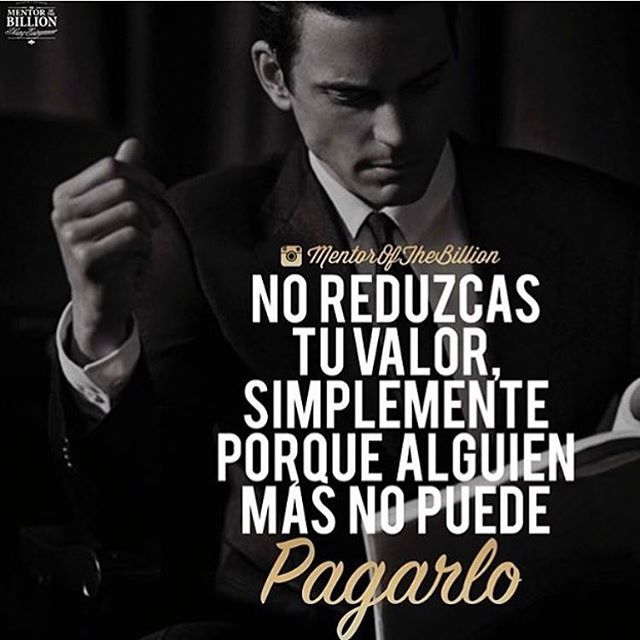 MENTOR OF THE
BILLION
MentorOfTheBillion
NO REDUZCAS
TU VALOR,
SIMPLEMENTE
PORQUE ALGUIEN
MÁS NO PUEDE
Pagarlo